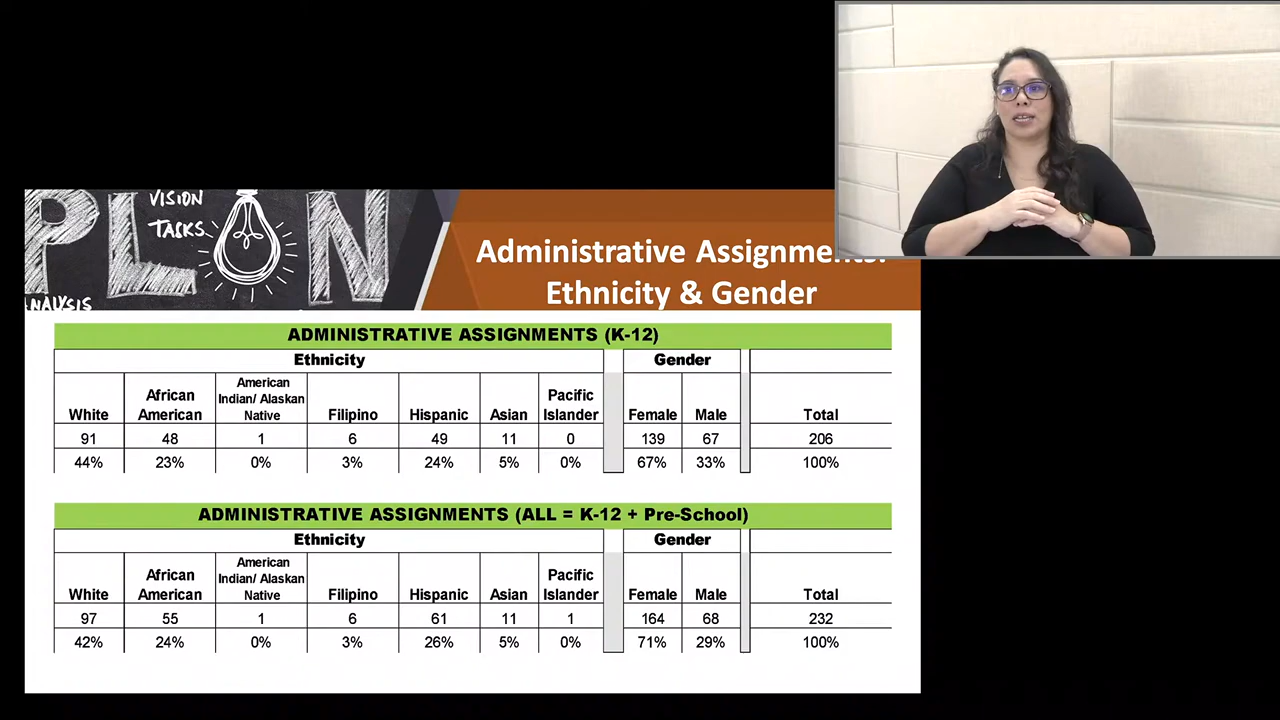 PLAN
VISION
TASKS
ANALYSIS
Administrative Assignments:
Ethnicity & Gender
ADMINISTRATIVE ASSIGNMENTS (K-12)
Ethnicity Gender
White African American American Indian/ Alaskan Native Filipino Hispanic Asian Pacific Islander Female Male Total
91 48 1 6 49 11 0 139 67 206
44% 23% 0% 3% 24% 5% 0% 67% 33% 100%
ADMINISTRATIVE ASSIGNMENTS (ALL = K-12 + Pre-School)
Ethnicity Gender
White African American American Indian/ Alaskan Native Filipino Hispanic Asian Pacific Islander Female Male Total
97 55 1 6 61 11 1 164 68 232
42% 24% 0% 3% 26% 5% 0% 71% 29% 100%